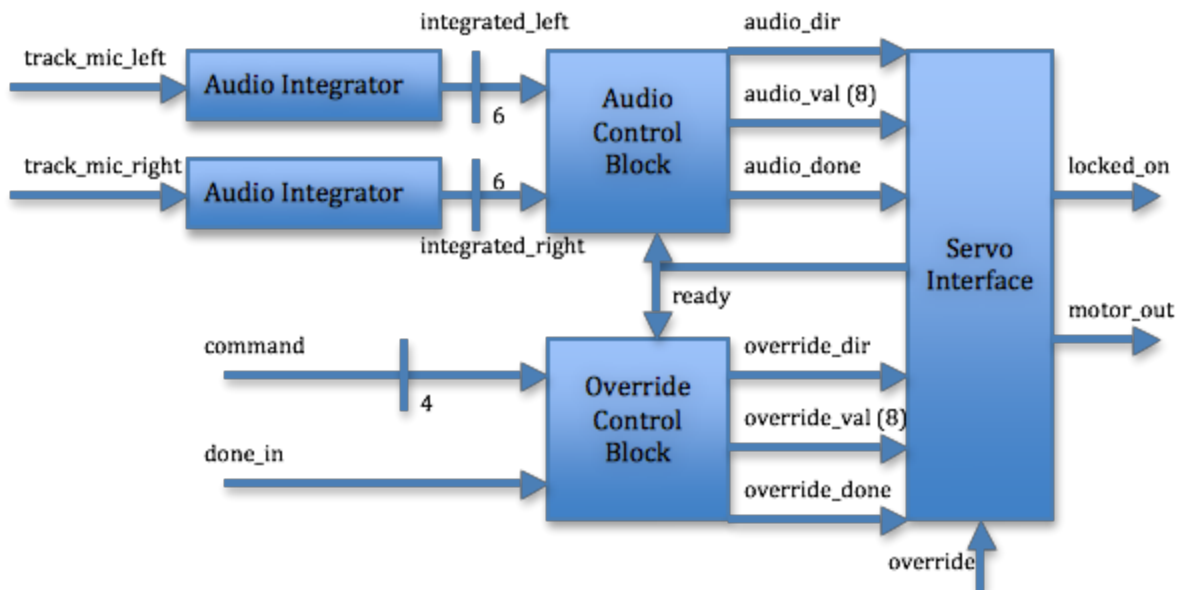 integrated_left
audio_dir
track_mic_left
Audio Integrator
6
Audio
Control
Block
audio_val (8)
track_mic_right
Audio Integrator
6
integrated_right
audio_done
locked_on
Servo
Interface
ready
motor_out
command
4
override_dir
Override
Control
Block
override_val (8)
done_in
override_done
override